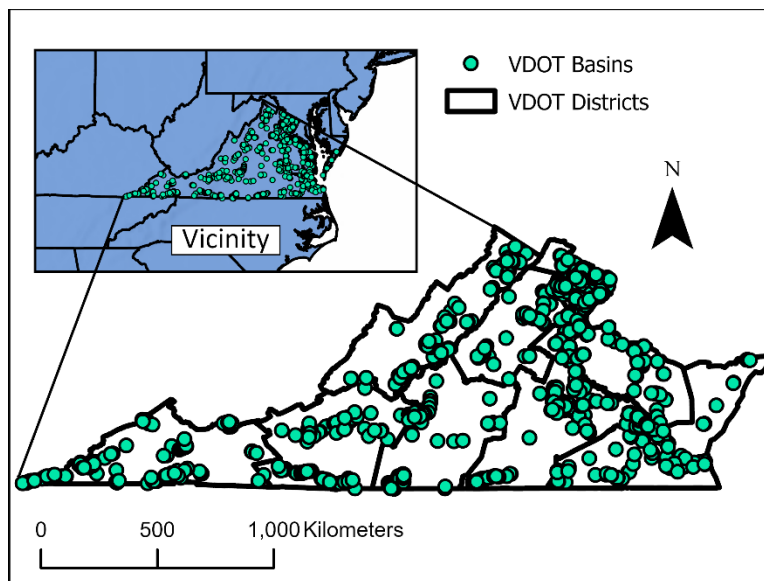 VDOT Basins
VDOT Districts
Vicinity
N
0 500 1,000 Kilometers